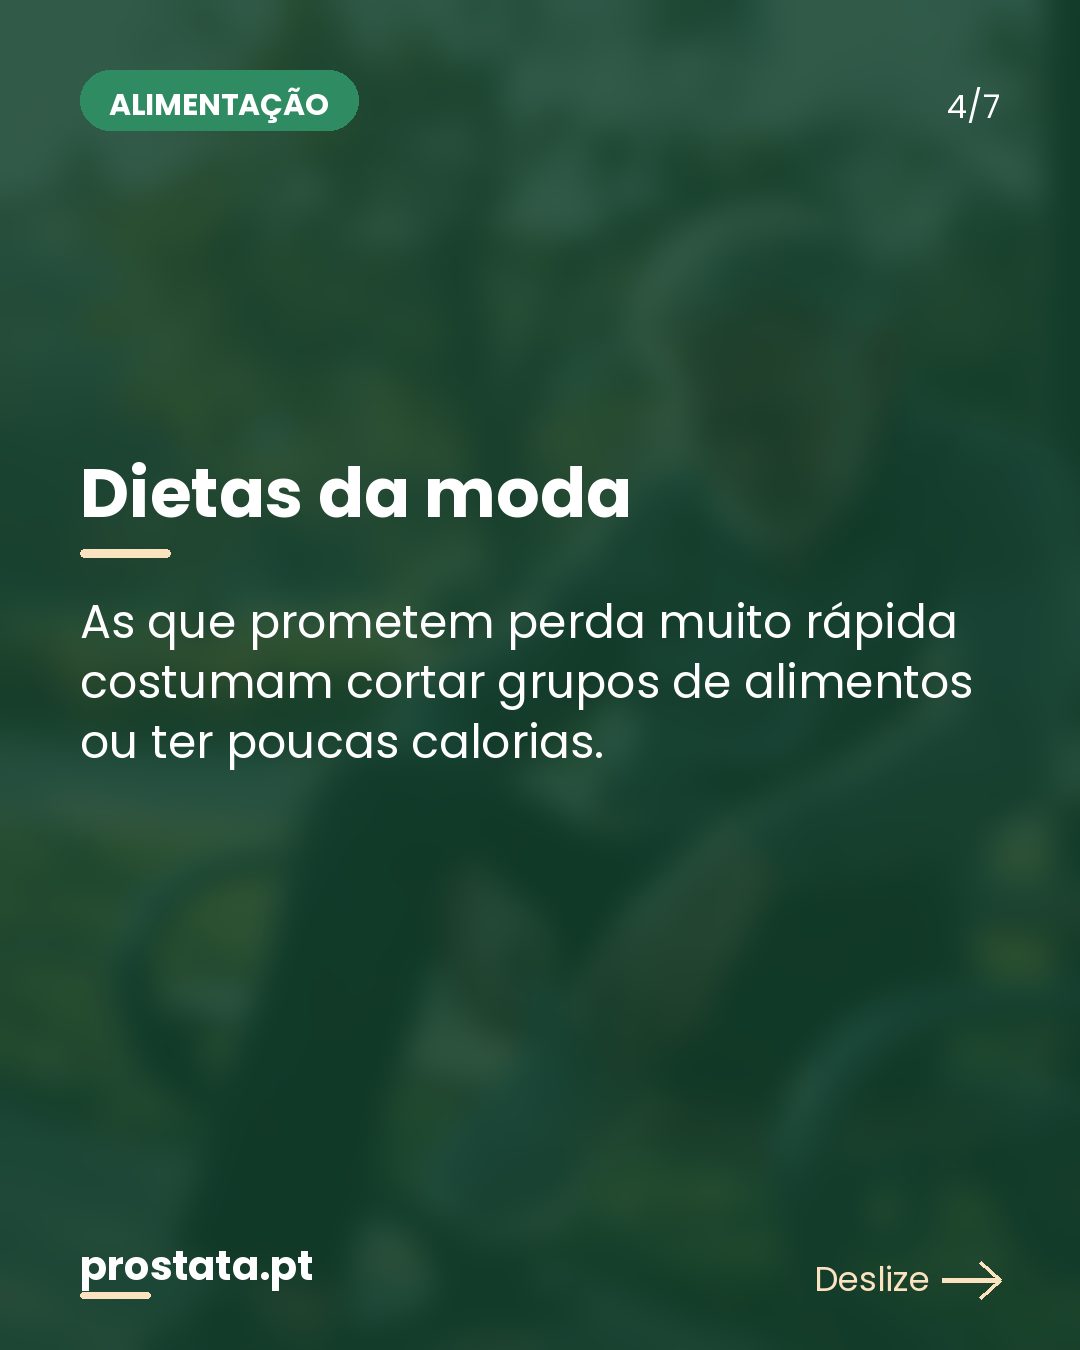 ALIMENTAÇÃO
4/7
Dietas da moda
As que prometem perda muito rápida
costumam cortar grupos de alimentos
ou ter poucas calorias.
prostata.pt
Deslize